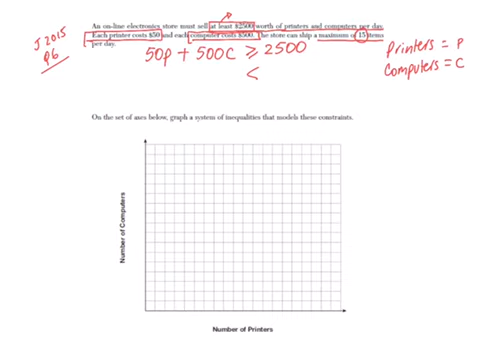 J 2015
Q6
An on-line electronics store must sell at least $2500 worth of printers and computers per day.
Each printer costs $50 and each computer costs $500. The store can ship a maximum of 15 items
per day.
50p + 500C ⩾ 2500
<
Printers = P
Computers = C
On the set of axes below, graph a system of inequalities that models these constraints.
Number of Computers
Number of Printers